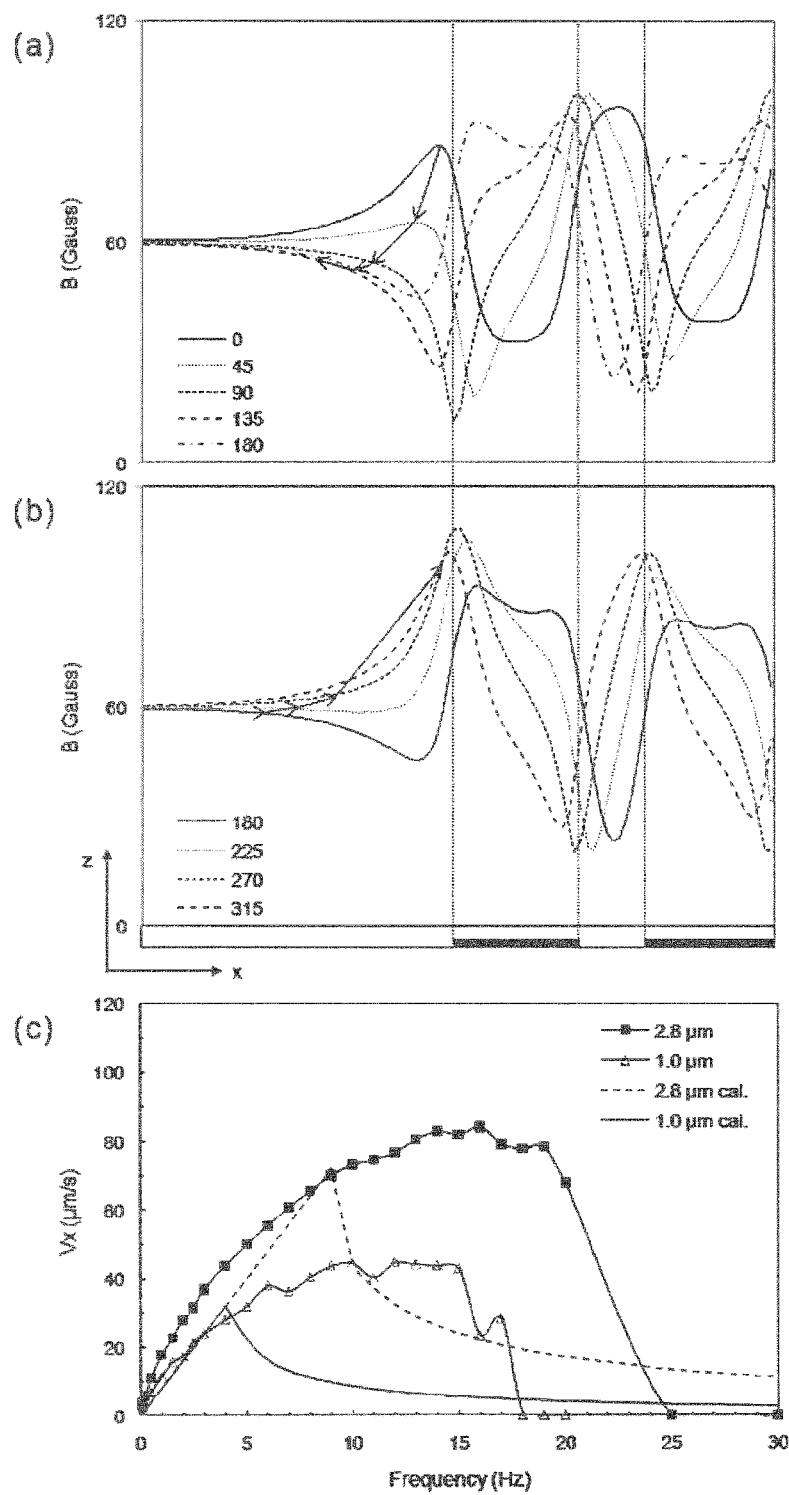 (a)
120
60
0
B (Gauss)
0
45
90
135
180
(b)
120
60
0
B (Gauss)
180
225
270
315
z
x
(c)
120
100
80
60
40
20
0
Vx (µm/s)
2.8 µm
1.0 µm
2.8 µm cal.
1.0 µm cal.
0 5 10 15 20 25 30
Frequency (Hz)